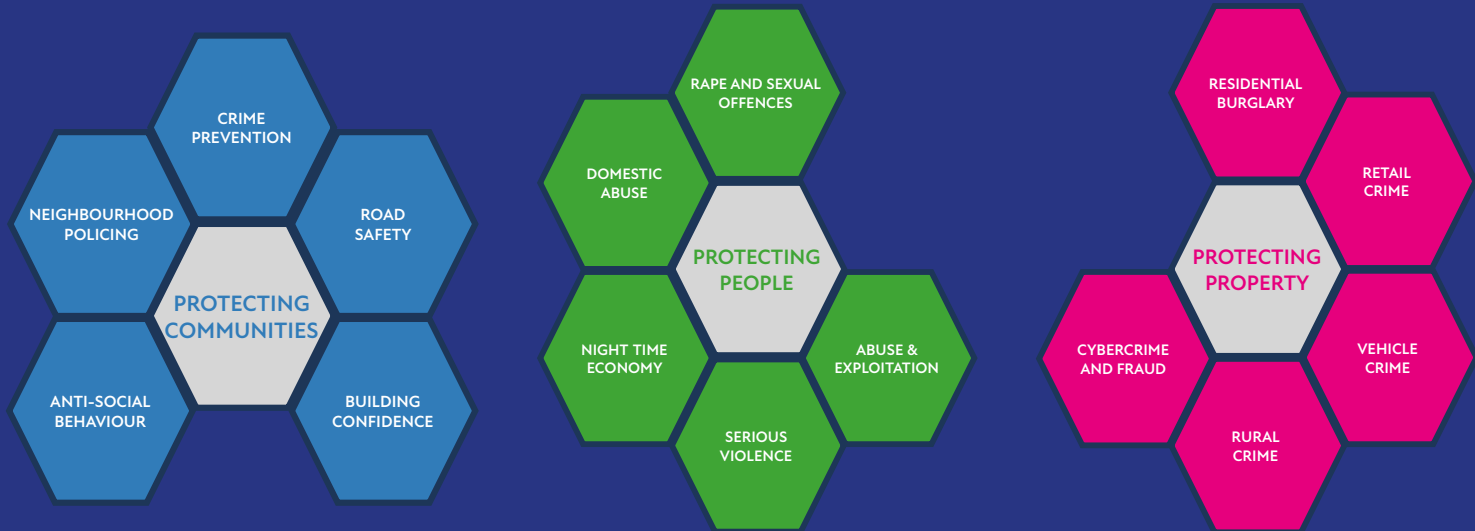 CRIME
PREVENTION
NEIGHBOURHOOD
POLICING
ROAD
SAFETY
PROTECTING
COMMUNITIES
ANTI-SOCIAL
BEHAVIOUR
BUILDING
CONFIDENCE
RAPE AND SEXUAL
OFFENCES
DOMESTIC
ABUSE
PROTECTING
PEOPLE
NIGHT TIME
ECONOMY
ABUSE &
EXPLOITATION
SERIOUS
VIOLENCE
RESIDENTIAL
BURGLARY
RETAIL
CRIME
PROTECTING
PROPERTY
CYBERCRIME
AND FRAUD
VEHICLE
CRIME
RURAL
CRIME